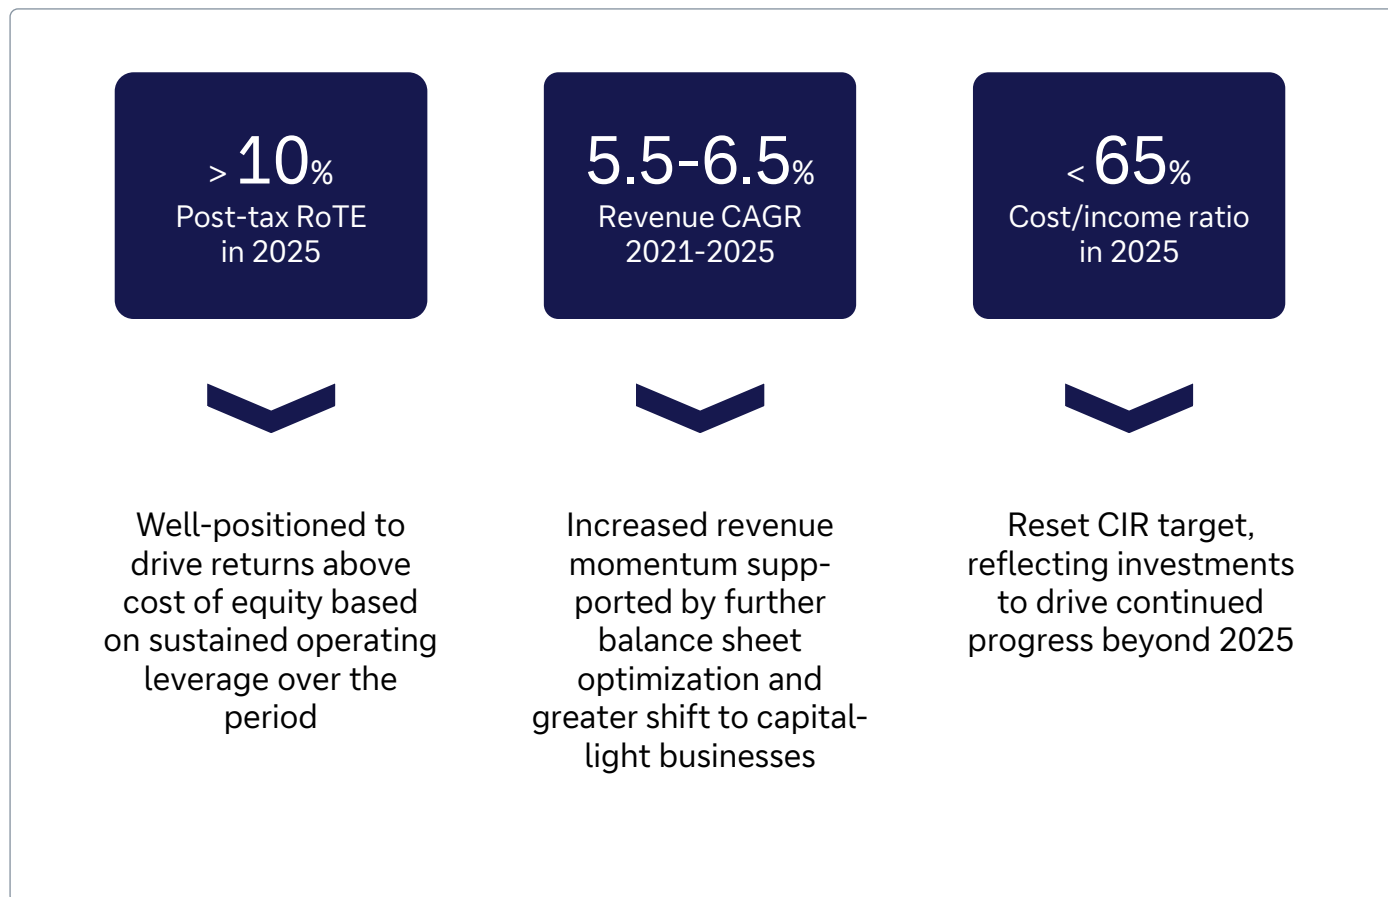 > 10%
Post-tax RoTE
in 2025
Well-positioned to
drive returns above
cost of equity based
on sustained operating
leverage over the
period
5.5-6.5%
Revenue CAGR
2021-2025
Increased revenue
momentum supp-
ported by further
balance sheet
optimization and
greater shift to capital-
light businesses
< 65%
Cost/income ratio
in 2025
Reset CIR target,
reflecting investments
to drive continued
progress beyond 2025